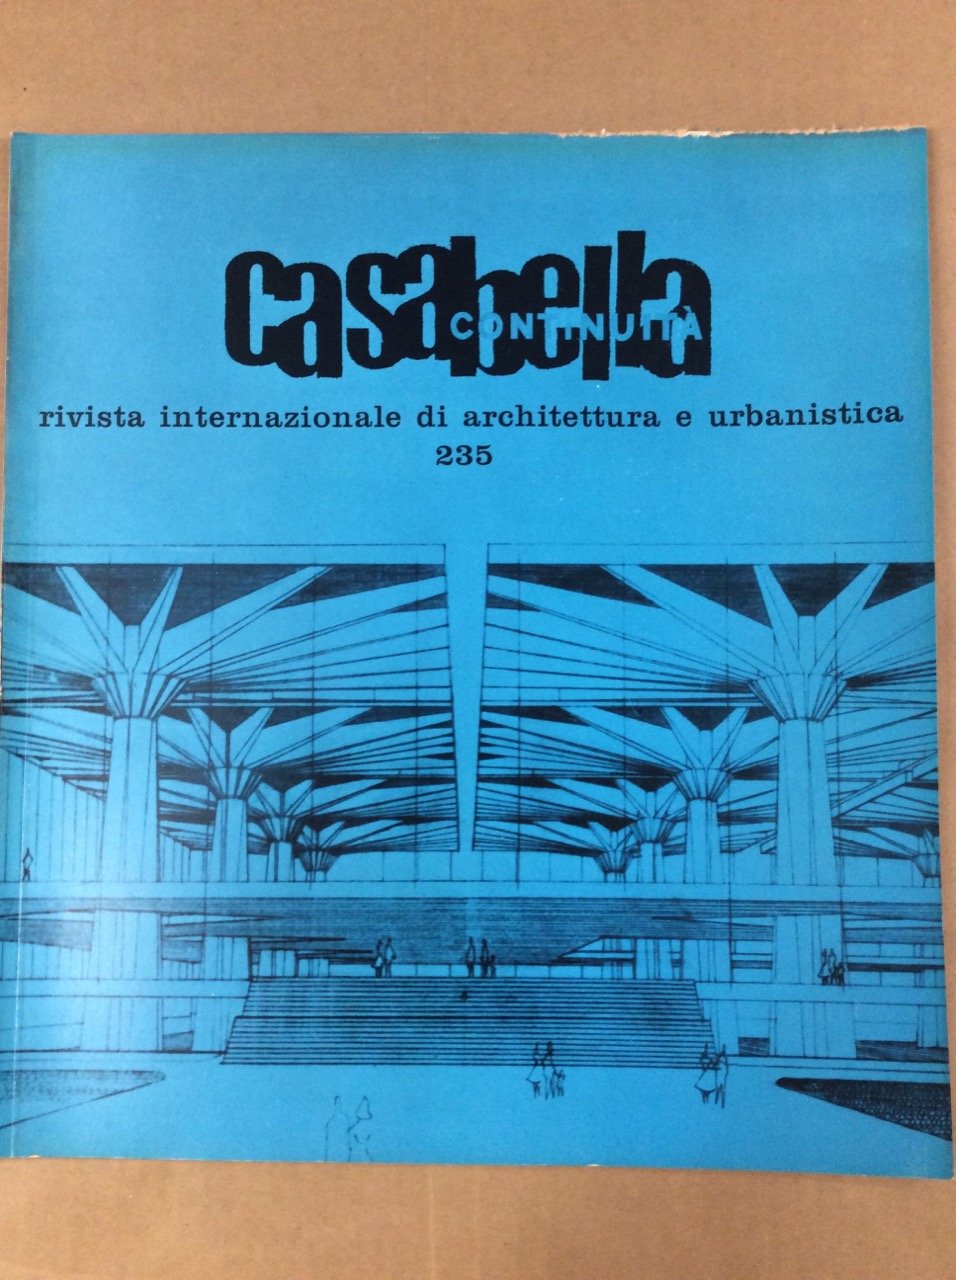 casabella
CONTINUITÀ
rivista internazionale di architettura e urbanistica
235